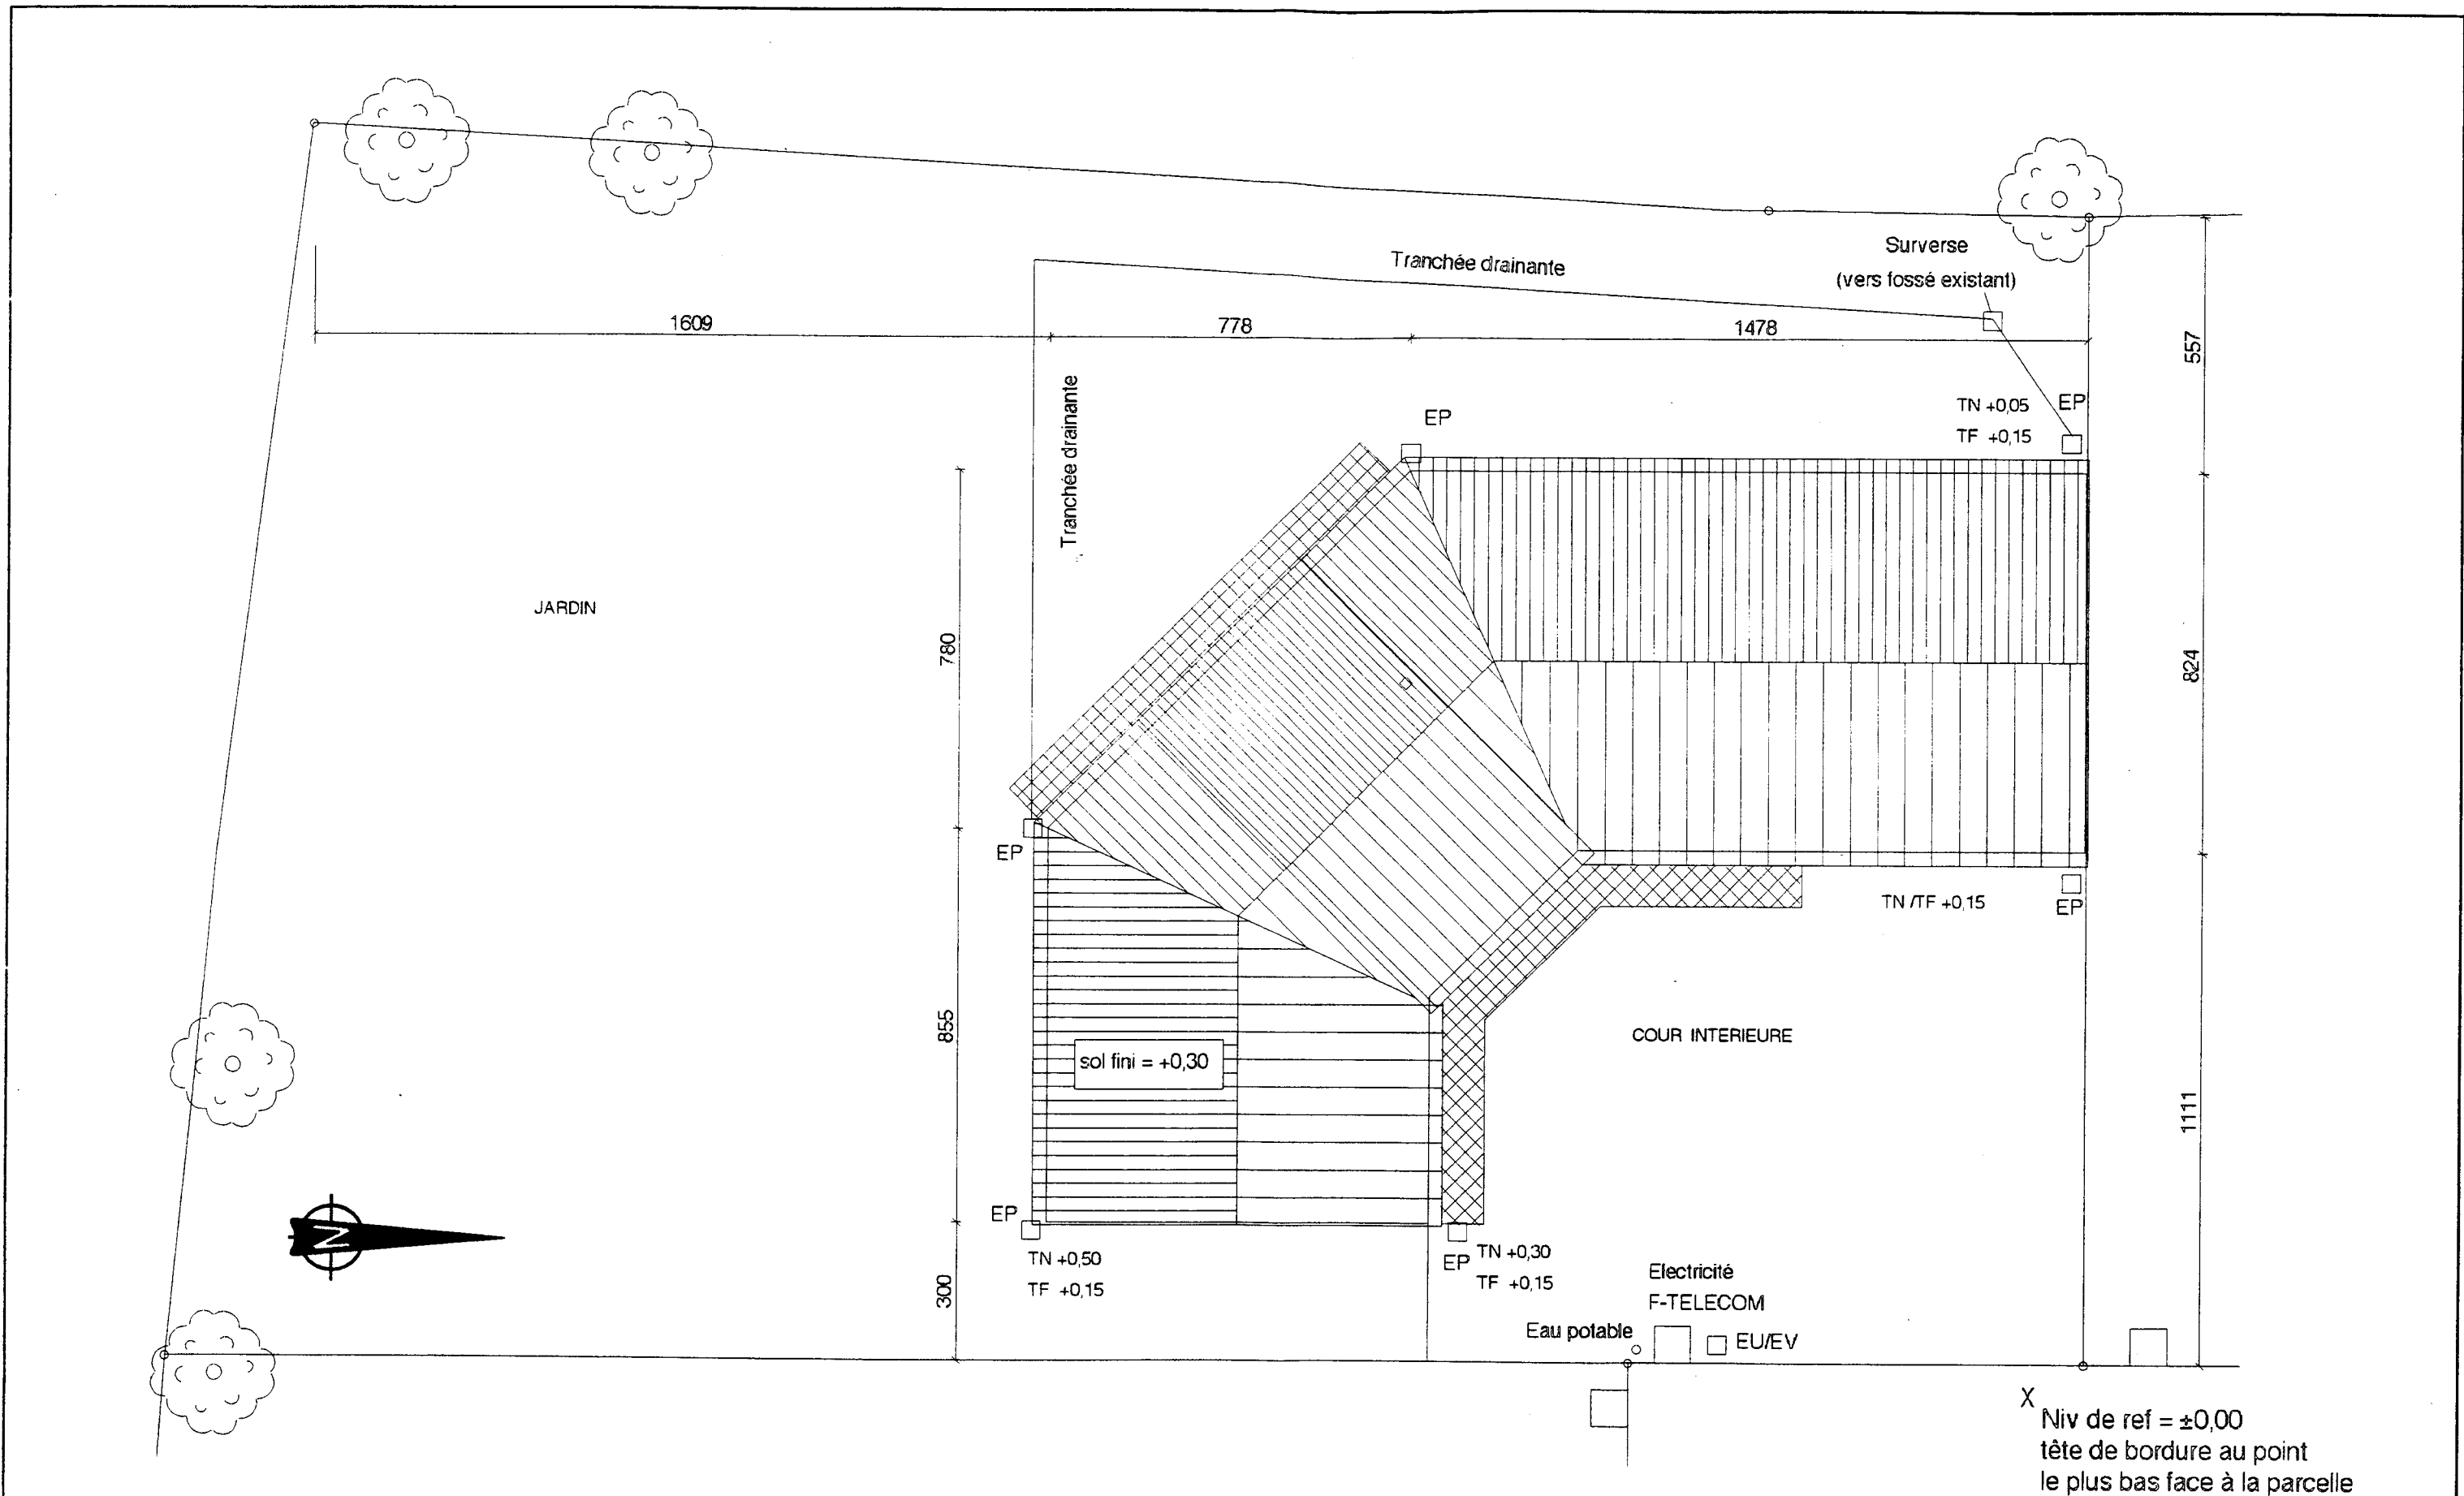 Surverse
(vers fossé existant)
Tranchée drainante
1609
778
1478
557
Tranchée drainante
EP
TN +0,05
TF +0,15
EP
JARDIN
780
824
EP
TN /TF +0,15
EP
855
sol fini = +0,30
COUR INTERIEURE
1111
N
EP
TN +0,50
TF +0,15
EP
TN +0,30
TF +0,15
300
Electricité
F-TELECOM
Eau potable
EU/EV
X
Niv de ref = ±0,00
tête de bordure au point
le plus bas face à la parcelle